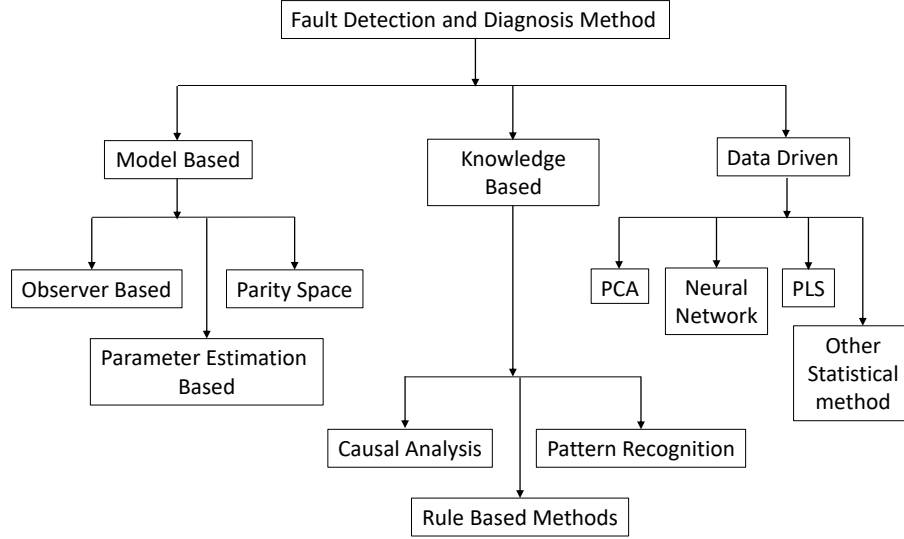 Fault Detection and Diagnosis Method
Model Based
Knowledge
Based
Data Driven
Observer Based
Parity Space
Parameter Estimation
Based
PCA
Neural
Network
PLS
Other
Statistical
method
Causal Analysis
Pattern Recognition
Rule Based Methods